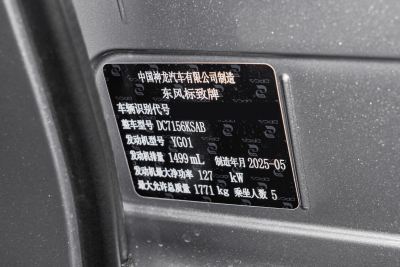 中国神龙汽车有限公司制造
东风标致牌
车辆识别代号
整车型号 DC7156KSAB
发动机型号 YG01
发动机排量 1499 mL 制造年月 2025-05
发动机最大净功率 127 kW
最大允许总质量 1771 kg 乘坐人数 5